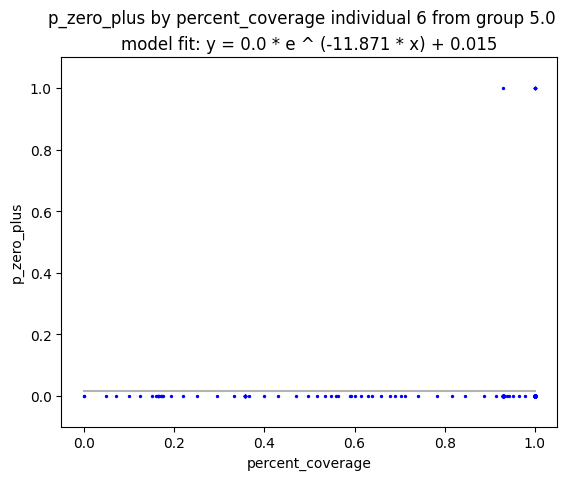 p_zero_plus by percent_coverage individual 6 from group 5.0
model fit: y = 0.0 * e ^ (-11.871 * x) + 0.015
1.0
0.8
0.6
0.4
0.2
0.0
p_zero_plus
0.0 0.2 0.4 0.6 0.8 1.0
percent_coverage